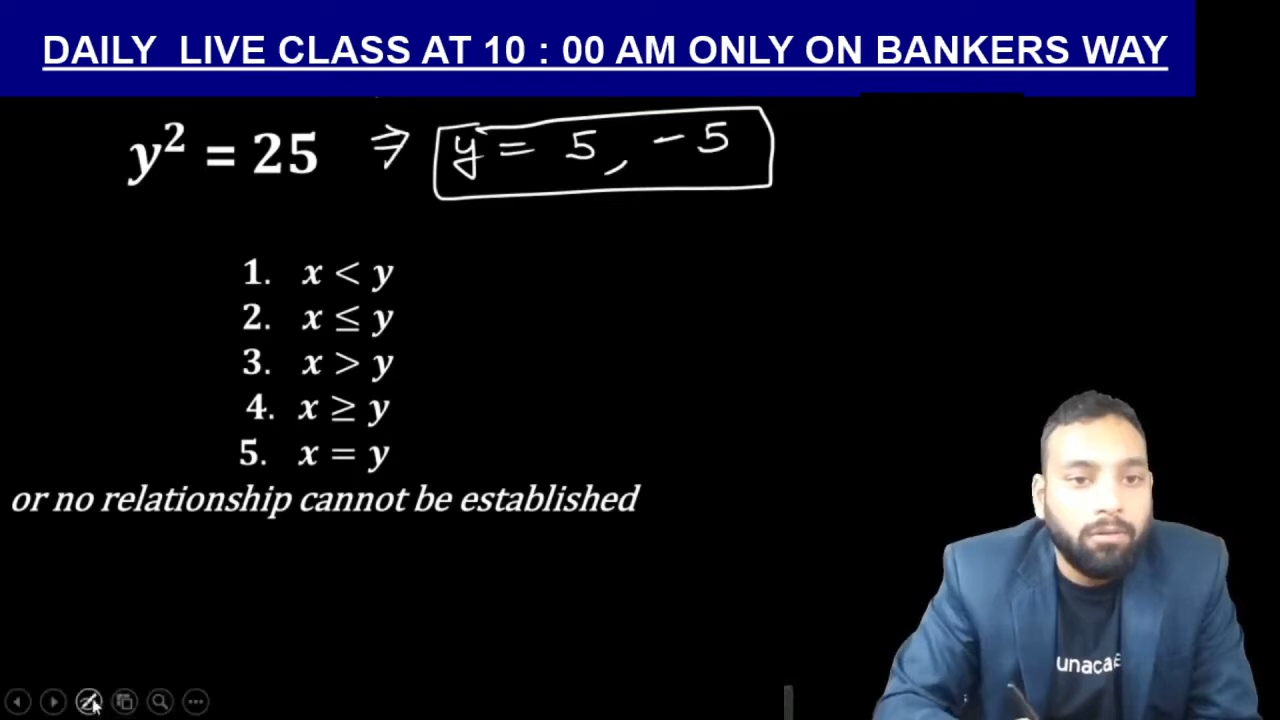 DAILY LIVE CLASS AT 10 : 00 AM ONLY ON BANKERS WAY
y² = 25 ⇒ y = 5, -5
1. x < y
2. x ≤ y
3. x > y
4. x ≥ y
5. x = y
or no relationship cannot be established
unacad